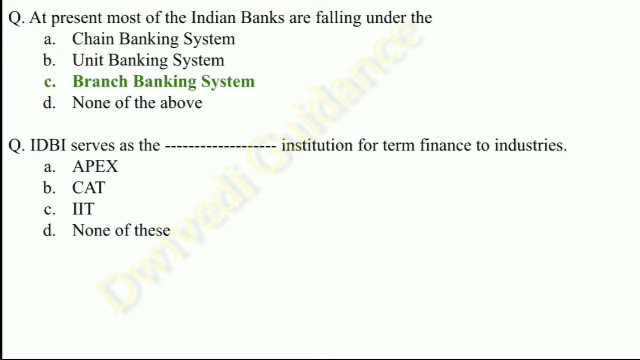 Q. At present most of the Indian Banks are falling under the
a. Chain Banking System
b. Unit Banking System
c. Branch Banking System
d. None of the above
Q. IDBI serves as the ------------------- institution for term finance to industries.
a. APEX
b. CAT
c. IIT
d. None of these
Dwivedi Guidance